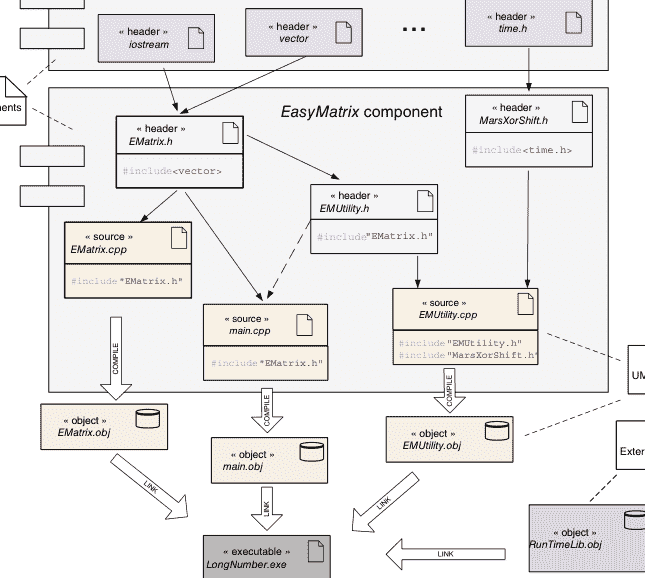 « header »
iostream
« header »
vector
...
« header »
time.h
ents
EasyMatrix component
« header »
EMatrix.h
#include<vector>
« header »
MarsXorShift.h
#include<time.h>
« header »
EMUtility.h
#include"EMatrix.h"
« source »
EMatrix.cpp
#include"EMatrix.h"
« source »
main.cpp
#include"EMatrix.h"
« source »
EMUtility.cpp
#include"EMUtility.h"
#include"MarsXorShift.h"
COMPILE
COMPILE
COMPILE
UM
« object »
EMatrix.obj
« object »
main.obj
« object »
EMUtility.obj
Exter
LINK
LINK
LINK
LINK
« object »
RunTimeLib.obj
« executable »
LongNumber.exe